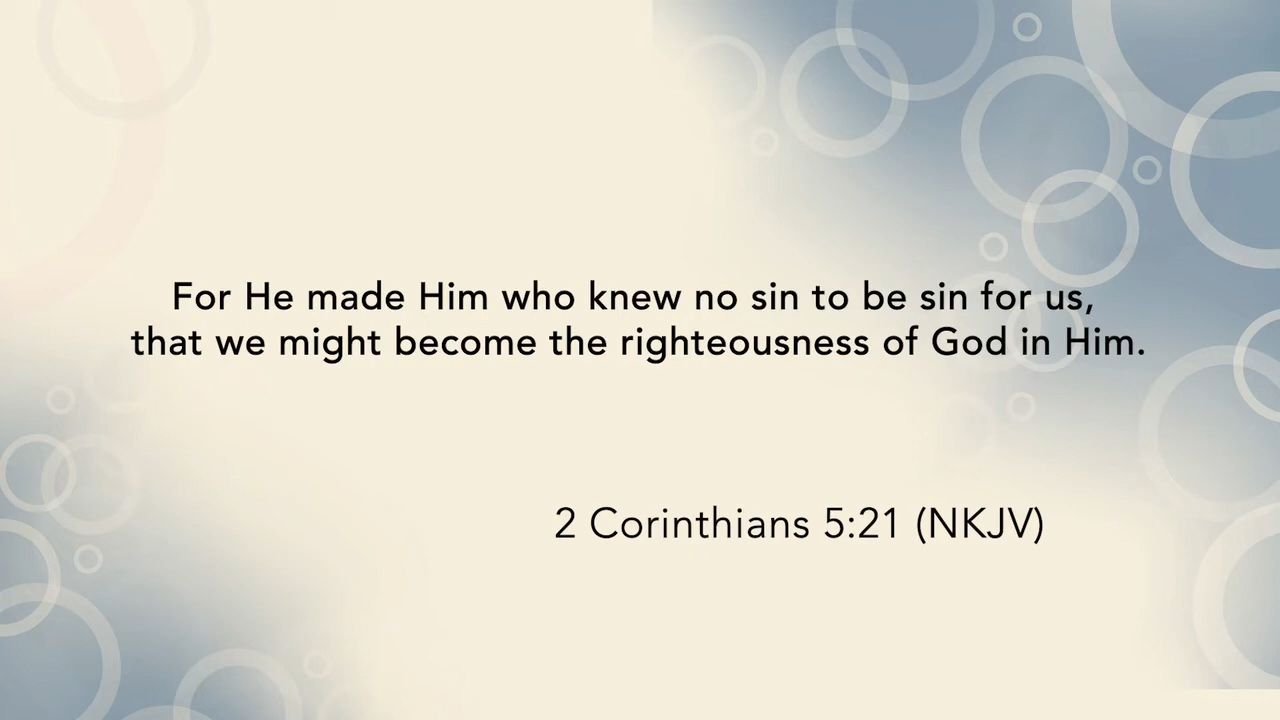 For He made Him who knew no sin to be sin for us,
that we might become the righteousness of God in Him.
2 Corinthians 5:21 (NKJV)